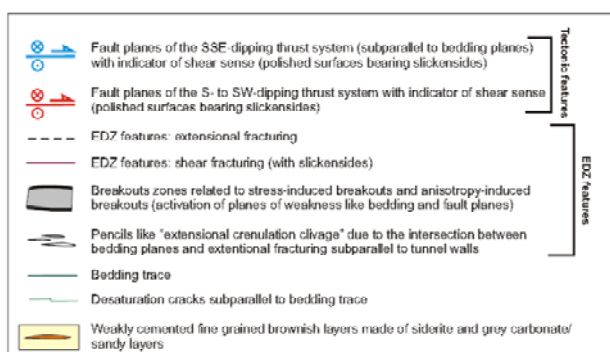 Fault planes of the SSE-dipping thrust system (subparallel to bedding planes)
with indicator of shear sense (polished surfaces bearing slickensides)
Fault planes of the S- to SW-dipping thrust system with indicator of shear sense
(polished surfaces bearing slickensides)
Tectonic features
EDZ features: extensional fracturing
EDZ features: shear fracturing (with slickensides)
Breakouts zones related to stress-induced breakouts and anisotropy-induced
breakouts (activation of planes of weakness like bedding and fault planes)
Pencils like "extensional crenulation clivage" due to the intersection between
bedding planes and extentional fracturing subparallel to tunnel walls
EDZ features
Bedding trace
Desaturation cracks subparallel to bedding trace
Weakly cemented fine grained brownish layers made of siderite and grey carbonate/
sandy layers